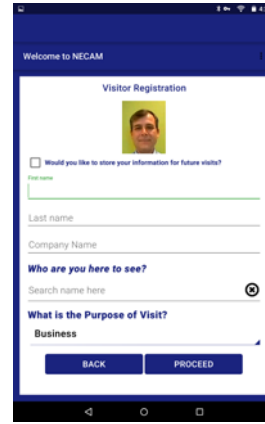 Welcome to NECAM
Visitor Registration
Would you like to store your information for future visits?
First name
Last name
Company Name
Who are you here to see?
Search name here
What is the Purpose of Visit?
Business
BACK PROCEED